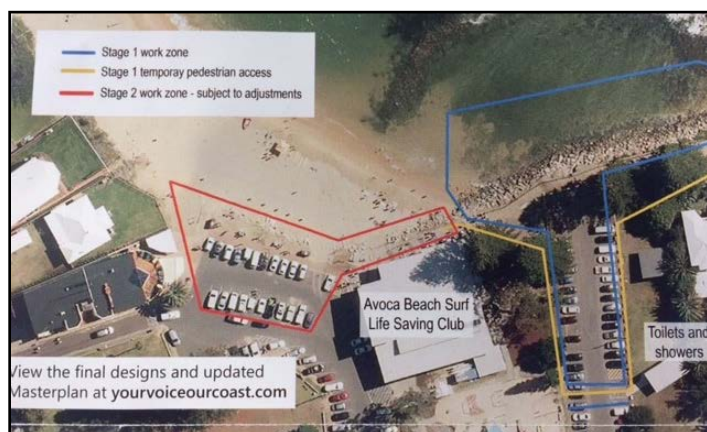 Stage 1 work zone
Stage 1 temporay pedestrian access
Stage 2 work zone - subject to adjustments
Avoca Beach Surf
Life Saving Club
Toilets and
showers
View the final designs and updated
Masterplan at yourvoiceourcoast.com